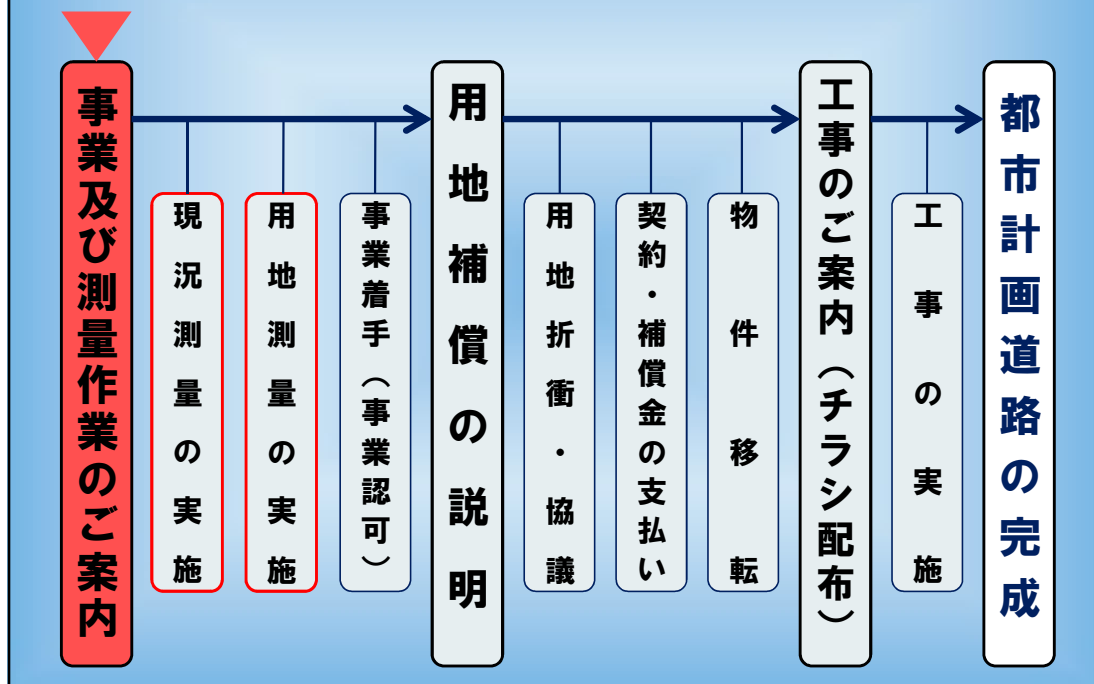 事業及び測量作業のご案内
現況測量の実施
用地測量の実施
事業着手（事業認可）
用地補償の説明
用地折衝・協議
契約・補償金の支払い
物件移転
工事のご案内（チラシ配布）
工事の実施
都市計画道路の完成